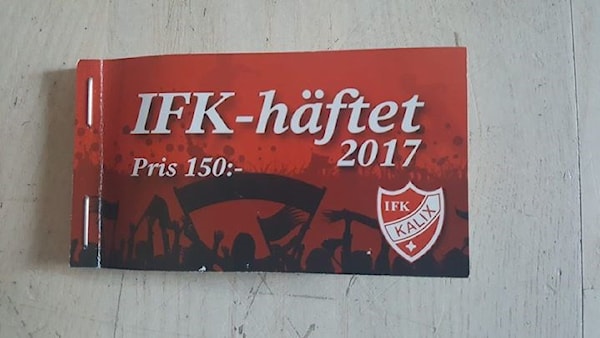 IFK-häftet
2017
Pris 150:-
IFK
KALIX